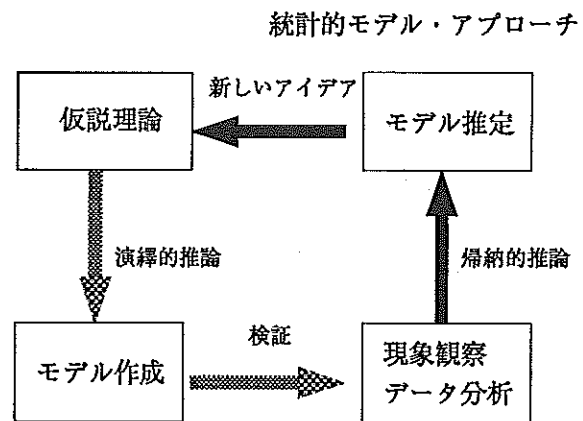 統計的モデル・アプローチ
新しいアイデア
仮説理論
モデル推定
演繹的推論
帰納的推論
検証
モデル作成
現象観察
データ分析